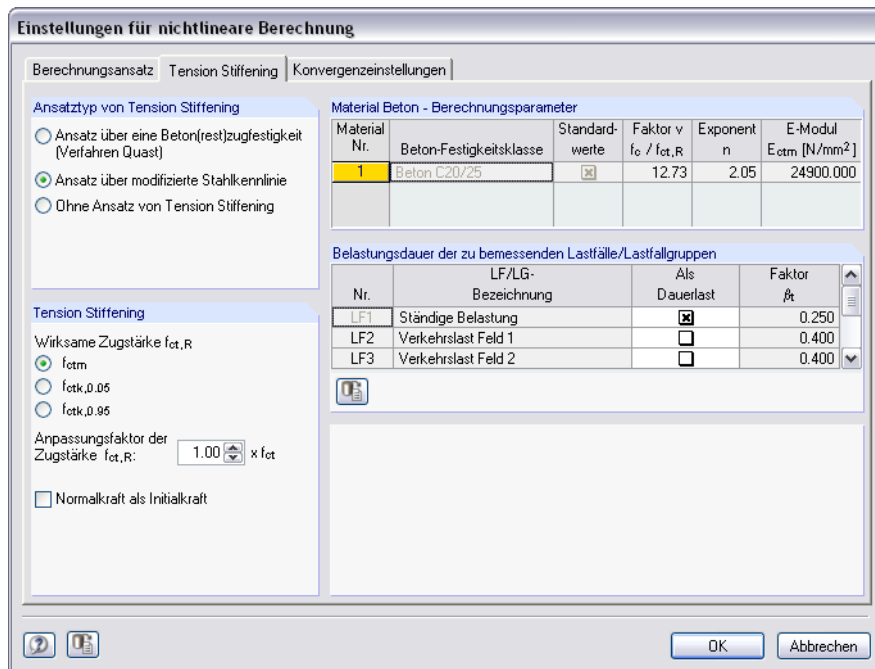 Einstellungen für nichtlineare Berechnung
Berechnungsansatz Tension Stiffening Konvergenzeinstellungen
Ansatztyp von Tension Stiffening
Ansatz über eine Beton(rest)zugfestigkeit
(Verfahren Quast)
Ansatz über modifizierte Stahlkennlinie
Ohne Ansatz von Tension Stiffening
Tension Stiffening
Wirksame Zugstärke fct,R
fctm
fctk,0.05
fctk,0.95
Anpassungsfaktor der
Zugstärke fct,R: 1.00 x fct
Normalkraft als Initialkraft
Material Beton - Berechnungsparameter
Material Standard- Faktor v Exponent E-Modul
Nr. Beton-Festigkeitsklasse werte fc / fct,R n Ectm [N/mm²]
1 Beton C20/25 12.73 2.05 24900.000
Belastungsdauer der zu bemessenden Lastfälle/Lastfallgruppen
LF/LG- Als Faktor
Nr. Bezeichnung Dauerlast βt
LF1 Ständige Belastung 0.250
LF2 Verkehrslast Feld 1 0.400
LF3 Verkehrslast Feld 2 0.400
OK Abbrechen